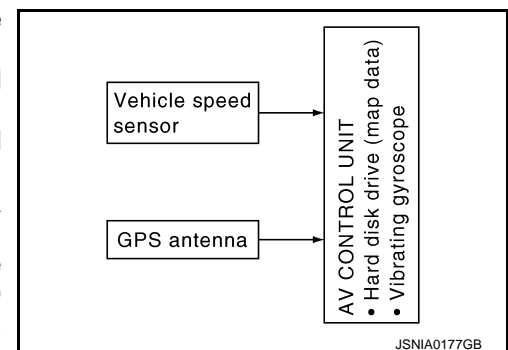 Vehicle speed
sensor
GPS antenna
AV CONTROL UNIT
• Hard disk drive (map data)
• Vibrating gyroscope
JSNIA0177GB